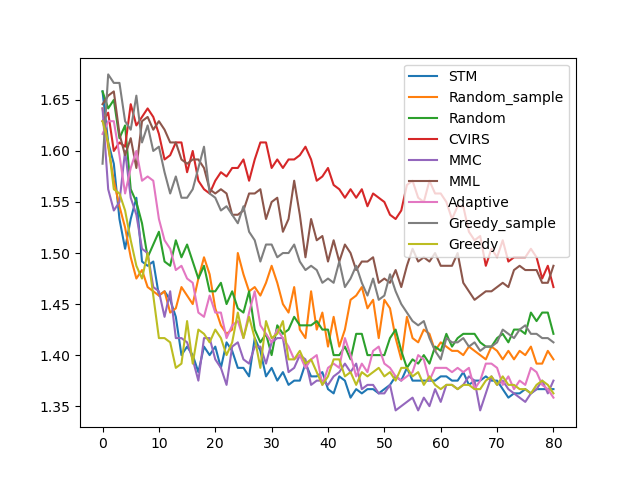 1.65
1.60
1.55
1.50
1.45
1.40
1.35
0
10
20
30
40
50
60
70
80
STM
Random_sample
Random
CVIRS
MMC
MML
Adaptive
Greedy_sample
Greedy